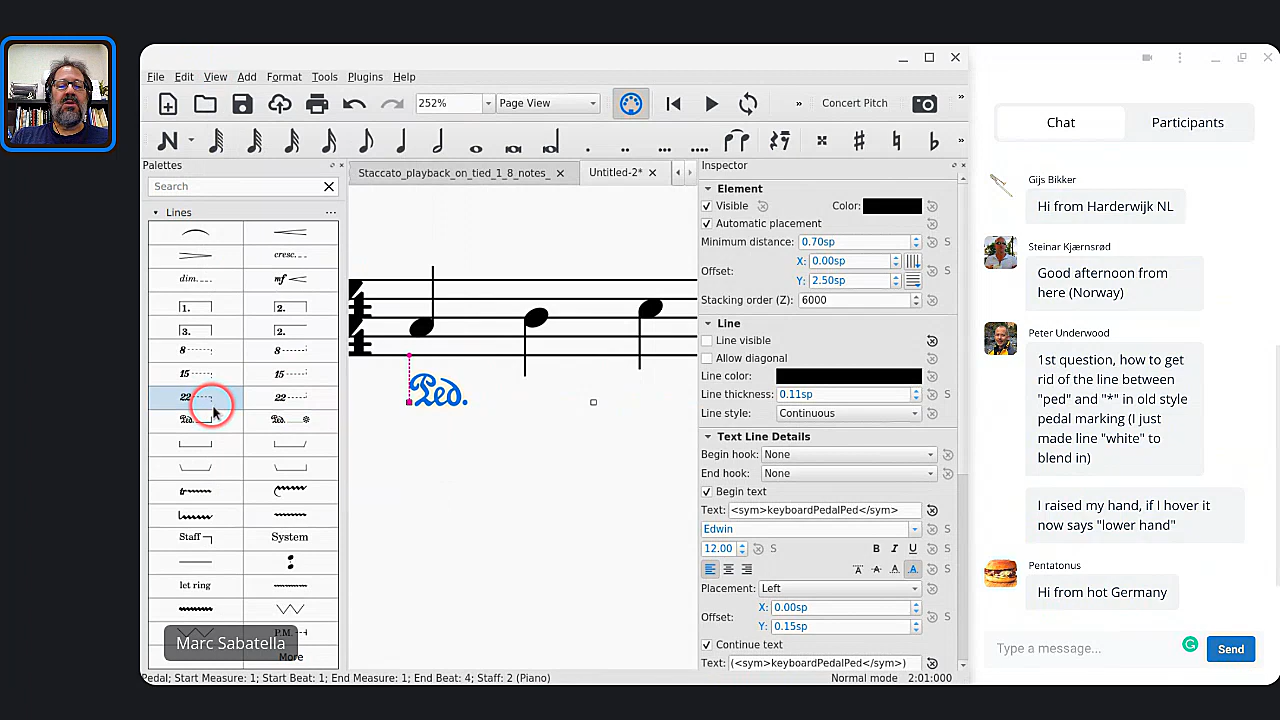 File Edit View Add Format Tools Plugins Help
252% Page View Concert Pitch
Palettes
Search
Lines
cresc.
dim. mf
1. 2.
3. 2.
8 8
15 15
22 22
Ped. Ped.
tr
Staff System
let ring
P.M.
More
Marc Sabatella
Staccato_playback_on_tied_1_8_notes_ Untitled-2*
Ped.
Inspector
Element
Visible Color:
Automatic placement
Minimum distance: 0.70sp S
Offset: X: 0.00sp S
Y: 2.50sp
Stacking order (Z): 6000
Line
Line visible
Allow diagonal
Line color:
Line thickness: 0.11sp
Line style: Continuous
Text Line Details
Begin hook: None
End hook: None
Begin text
Text: <sym>keyboardPedalPed</sym>
Edwin S
12.00 S B I U S
A A A A S
Placement: Left
Offset: X: 0.00sp S
Y: 0.15sp
Continue text
Text: (<sym>keyboardPedalPed</sym>)
Pedal; Start Measure: 1; Start Beat: 1; End Measure: 1; End Beat: 4; Staff: 2 (Piano) Normal mode 2:01:000
Chat Participants
Gijs Bikker
Hi from Harderwijk NL
Steinar Kjærnsrød
Good afternoon from
here (Norway)
Peter Underwood
1st question, how to get
rid of the line between
"ped" and "*" in old style
pedal marking (I just
made line "white" to
blend in)
I raised my hand, if I hover it
now says "lower hand"
Pentatonus
Hi from hot Germany
Type a message...
Send